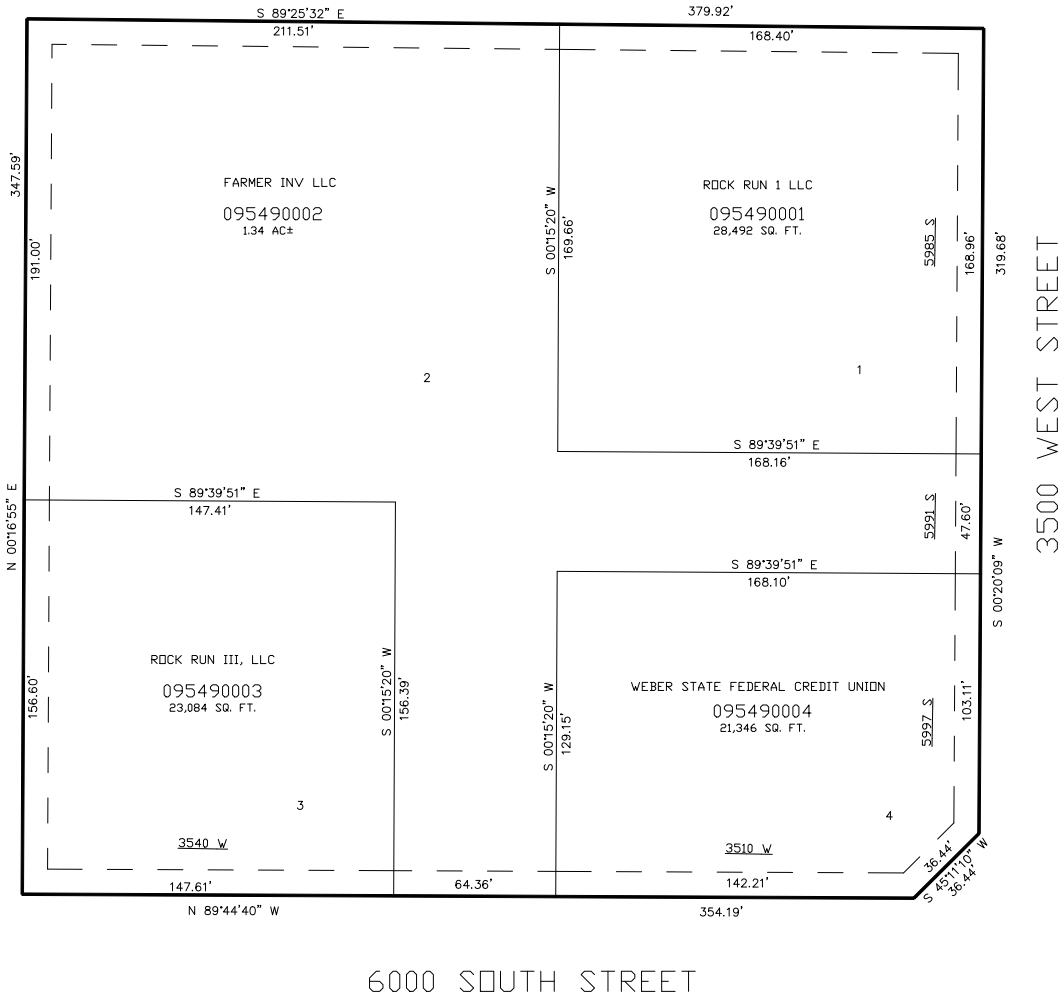 S 89°25'32" E
211.51'
379.92'
168.40'
347.59'
191.00'
FARMER INV LLC
095490002
1.34 AC±
S 00°15'20" W
169.66'
ROCK RUN 1 LLC
095490001
28,492 SQ. FT.
5985 S
168.96'
319.68'
3500 WEST STREET
2
1
S 89°39'51" E
168.16'
N 00°16'55" E
S 89°39'51" E
147.41'
5991 S
47.60'
S 00°20'09" W
S 89°39'51" E
168.10'
156.60'
ROCK RUN III, LLC
095490003
23,084 SQ. FT.
S 00°15'20" W
156.39'
S 00°15'20" W
129.15'
WEBER STATE FEDERAL CREDIT UNION
095490004
21,346 SQ. FT.
5997 S
103.11'
3
4
3540 W
3510 W
36.44'
S 45°11'10" W
36.44'
147.61'
64.36'
142.21'
N 89°44'40" W
354.19'
6000 SOUTH STREET